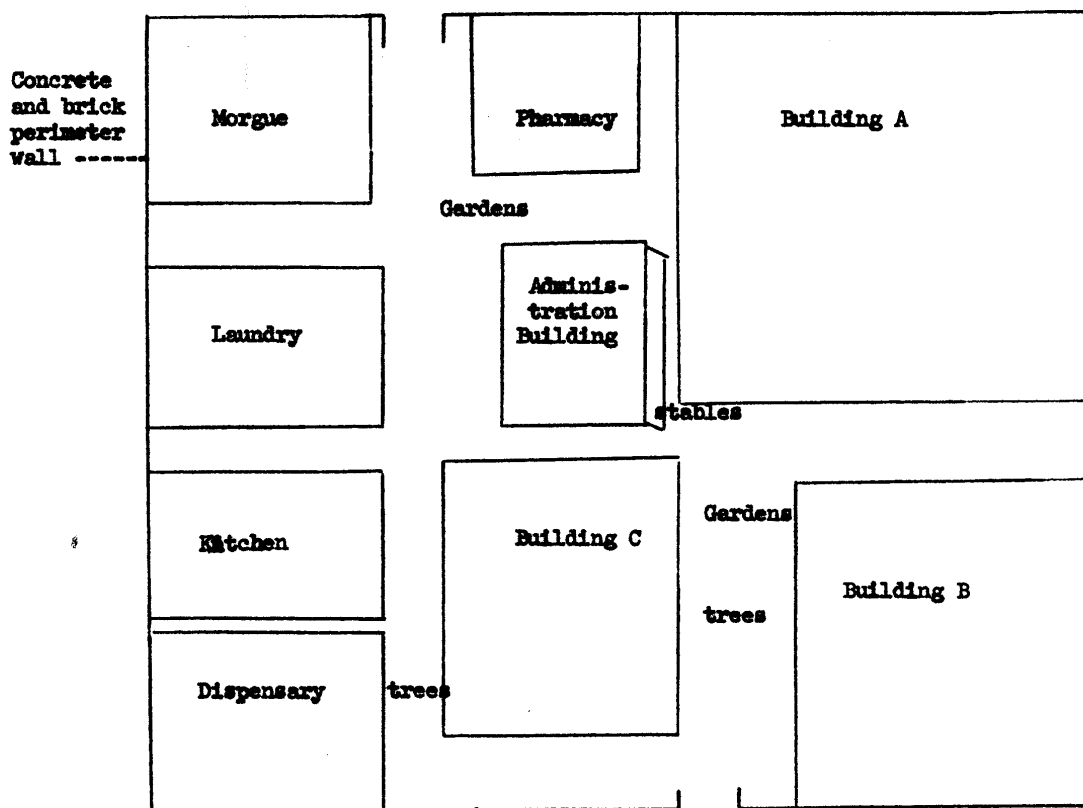 Concrete
and brick
perimeter
wall ------
Morgue
Pharmacy
Building A
Gardens
Adminis-
tration
Building
Laundry
stables
Gardens
Kitchen
Building C
Building B
trees
Dispensary
trees